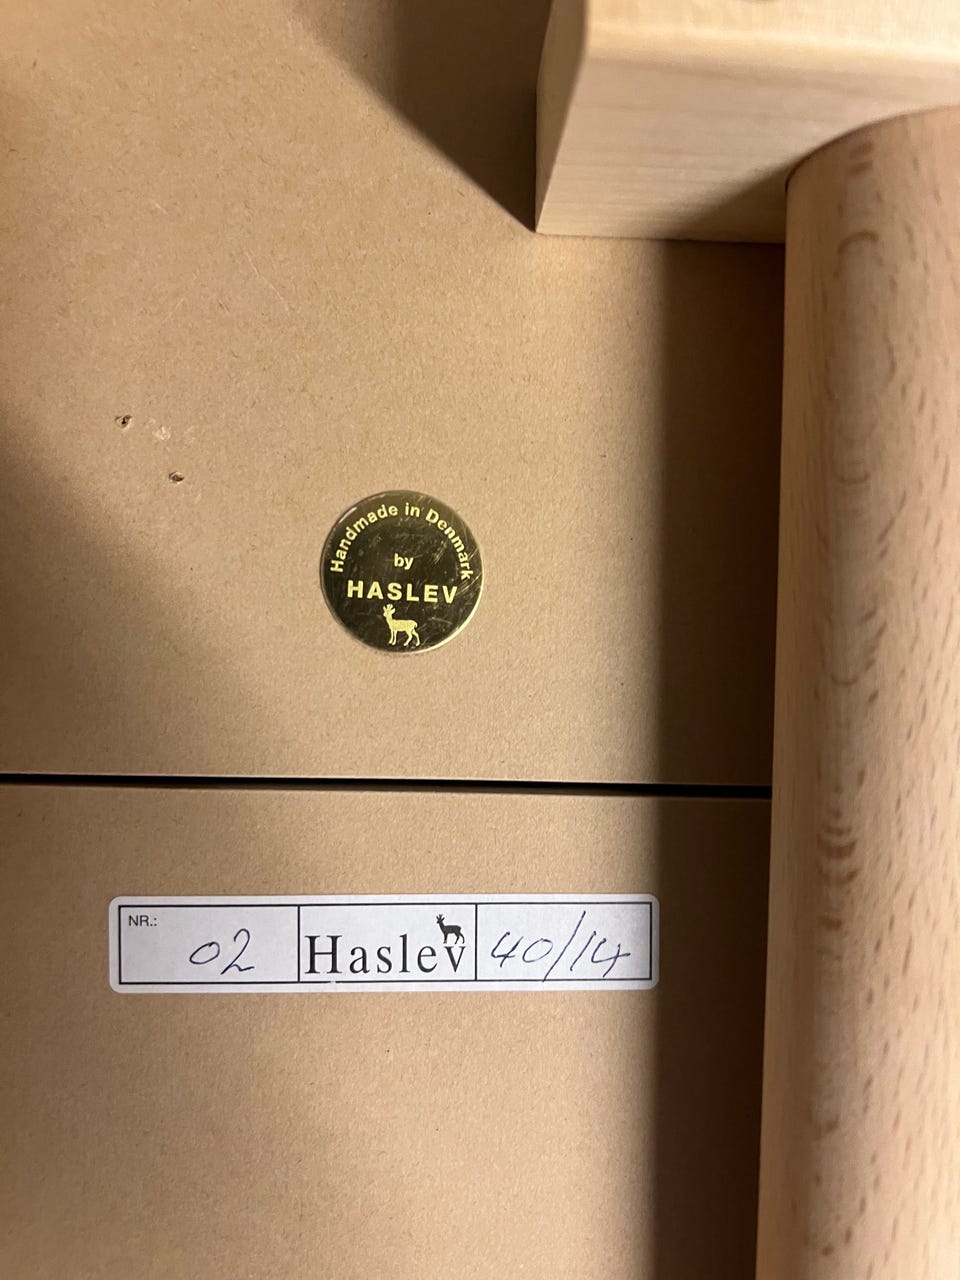 Handmade in Denmark
by
HASLEV
NR.:
02
Haslev
40/14